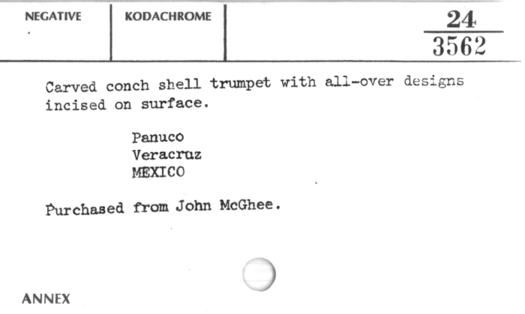 NEGATIVE
KODACHROME
24
3562
Carved conch shell trumpet with all-over designs
incised on surface.
Panuco
Veracruz
MEXICO
Purchased from John McGhee.
ANNEX